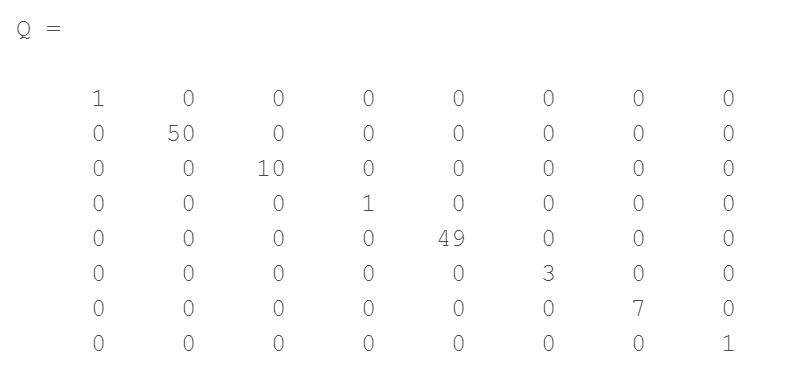 Q =
1 0 0 0 0 0 0 0
0 50 0 0 0 0 0 0
0 0 10 0 0 0 0 0
0 0 0 1 0 0 0 0
0 0 0 0 49 0 0 0
0 0 0 0 0 3 0 0
0 0 0 0 0 0 7 0
0 0 0 0 0 0 0 1